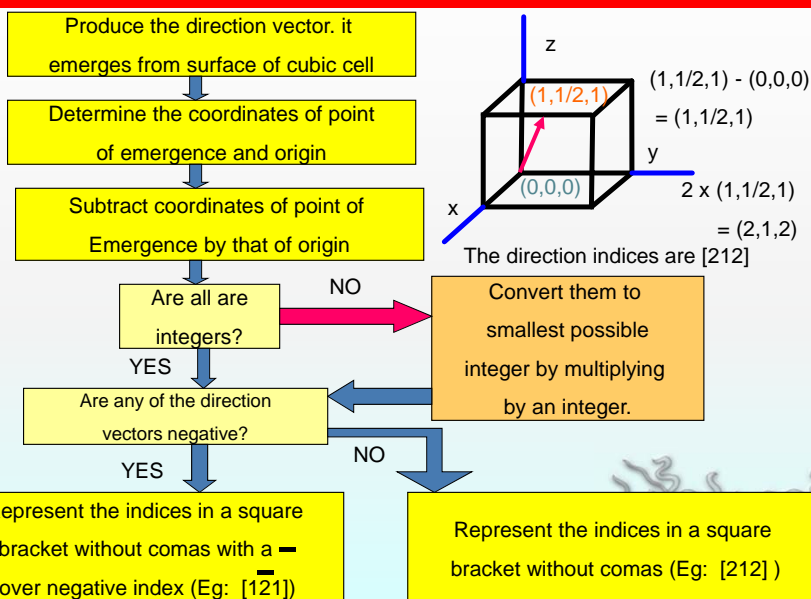 Produce the direction vector. it
emerges from surface of cubic cell
Determine the coordinates of point
of emergence and origin
Subtract coordinates of point of
Emergence by that of origin
Are all are
integers?
NO
YES
Convert them to
smallest possible
integer by multiplying
by an integer.
Are any of the direction
vectors negative?
YES
NO
epresent the indices in a square
bracket without comas with a –
over negative index (Eg: [12̅1])
Represent the indices in a square
bracket without comas (Eg: [212] )
z
(1,1/2,1)
(0,0,0)
x
y
(1,1/2,1) - (0,0,0)
= (1,1/2,1)
2 x (1,1/2,1)
= (2,1,2)
The direction indices are [212]